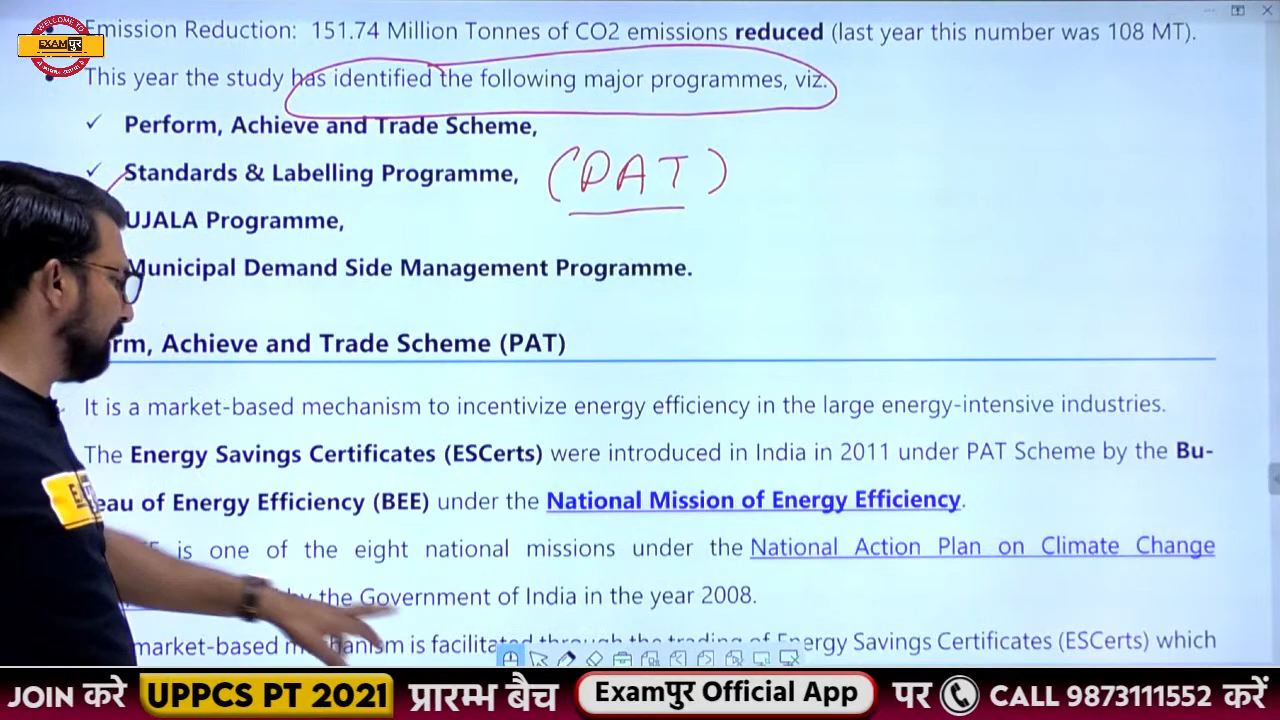 WELCOME TO
EXAMपुर
Emission Reduction: 151.74 Million Tonnes of CO2 emissions reduced (last year this number was 108 MT).
This year the study has identified the following major programmes, viz.
✓ Perform, Achieve and Trade Scheme,
✓ Standards & Labelling Programme, (PAT)
UJALA Programme,
Municipal Demand Side Management Programme.
rm, Achieve and Trade Scheme (PAT)
It is a market-based mechanism to incentivize energy efficiency in the large energy-intensive industries.
The Energy Savings Certificates (ESCerts) were introduced in India in 2011 under PAT Scheme by the Bu-
eau of Energy Efficiency (BEE) under the National Mission of Energy Efficiency.
is one of the eight national missions under the National Action Plan on Climate Change
the Government of India in the year 2008.
market-based mechanism is facilitated through the trading of Energy Savings Certificates (ESCerts) which
JOIN करे UPPCS PT 2021 प्रारम्भ बैच Examपुर Official App पर CALL 9873111552 करें